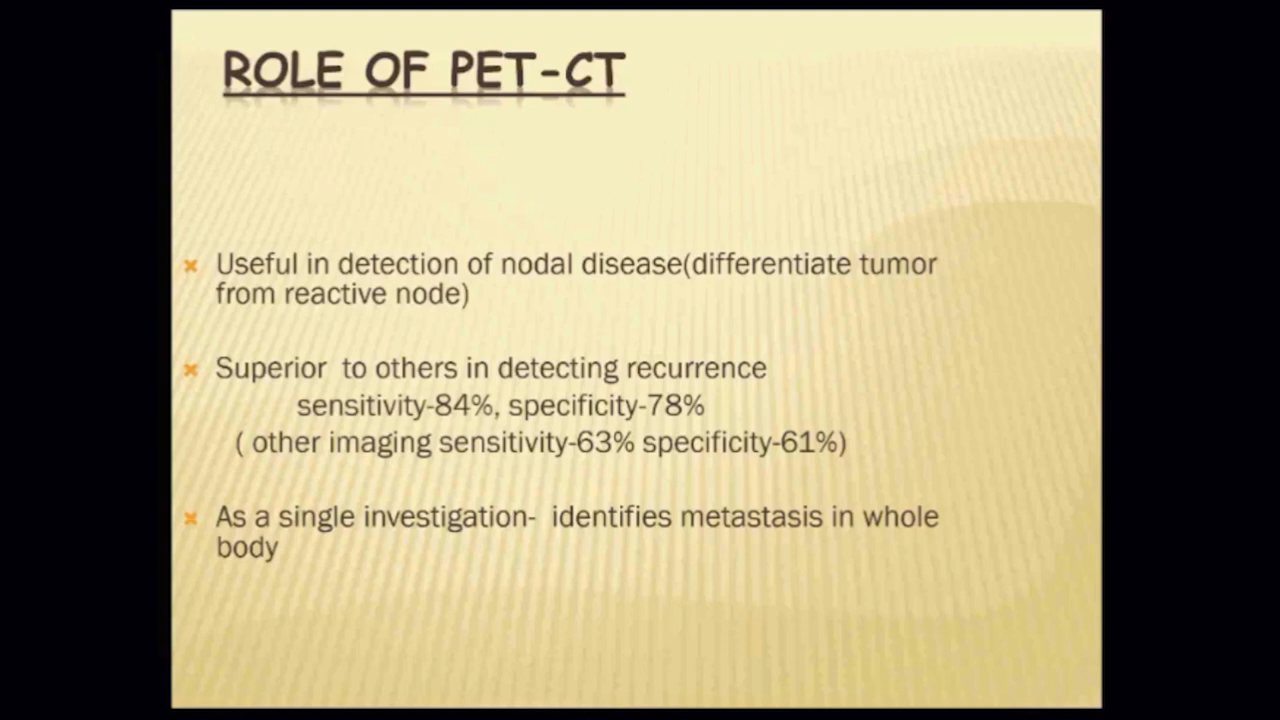 ROLE OF PET-CT
Useful in detection of nodal disease(differentiate tumor
from reactive node)
Superior to others in detecting recurrence
sensitivity-84%, specificity-78%
( other imaging sensitivity-63% specificity-61%)
As a single investigation- identifies metastasis in whole
body